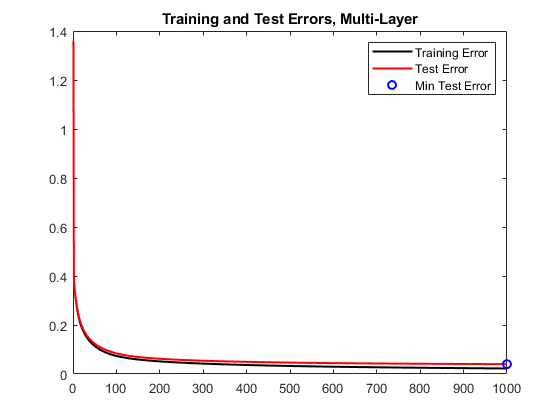 Training and Test Errors, Multi-Layer
Training Error
Test Error
Min Test Error
1.4
1.2
1
0.8
0.6
0.4
0.2
0
0 100 200 300 400 500 600 700 800 900 1000